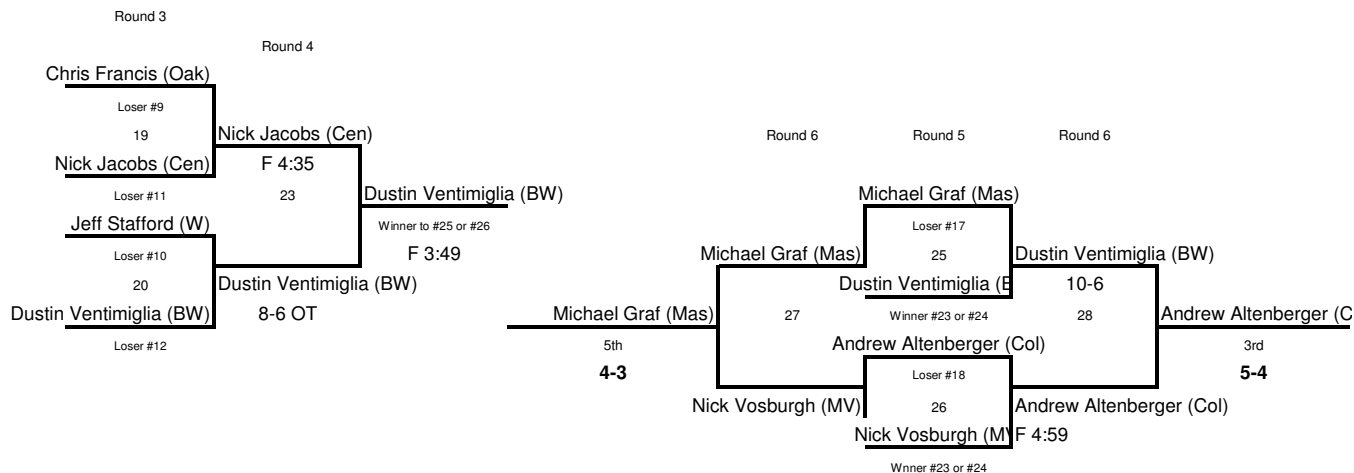 Round 3
Round 4
Chris Francis (Oak)
Loser #9
19
Nick Jacobs (Cen)
Nick Jacobs (Cen)
F 4:35
Loser #11
23
Jeff Stafford (W)
Loser #10
20
Dustin Ventimiglia (BW)
Dustin Ventimiglia (BW)
8-6 OT
Loser #12
Dustin Ventimiglia (BW)
Winner to #25 or #26
F 3:49
Round 6
Round 5
Round 6
Michael Graf (Mas)
Loser #17
Michael Graf (Mas)
25
Dustin Ventimiglia (BW)
Dustin Ventimiglia (B
10-6
Michael Graf (Mas)
27
Winner #23 or #24
28
Andrew Altenberger (C
5th
Andrew Altenberger (Col)
3rd
4-3
Loser #18
5-4
Nick Vosburgh (MV)
26
Andrew Altenberger (Col)
Nick Vosburgh (MV
F 4:59
Wnner #23 or #24